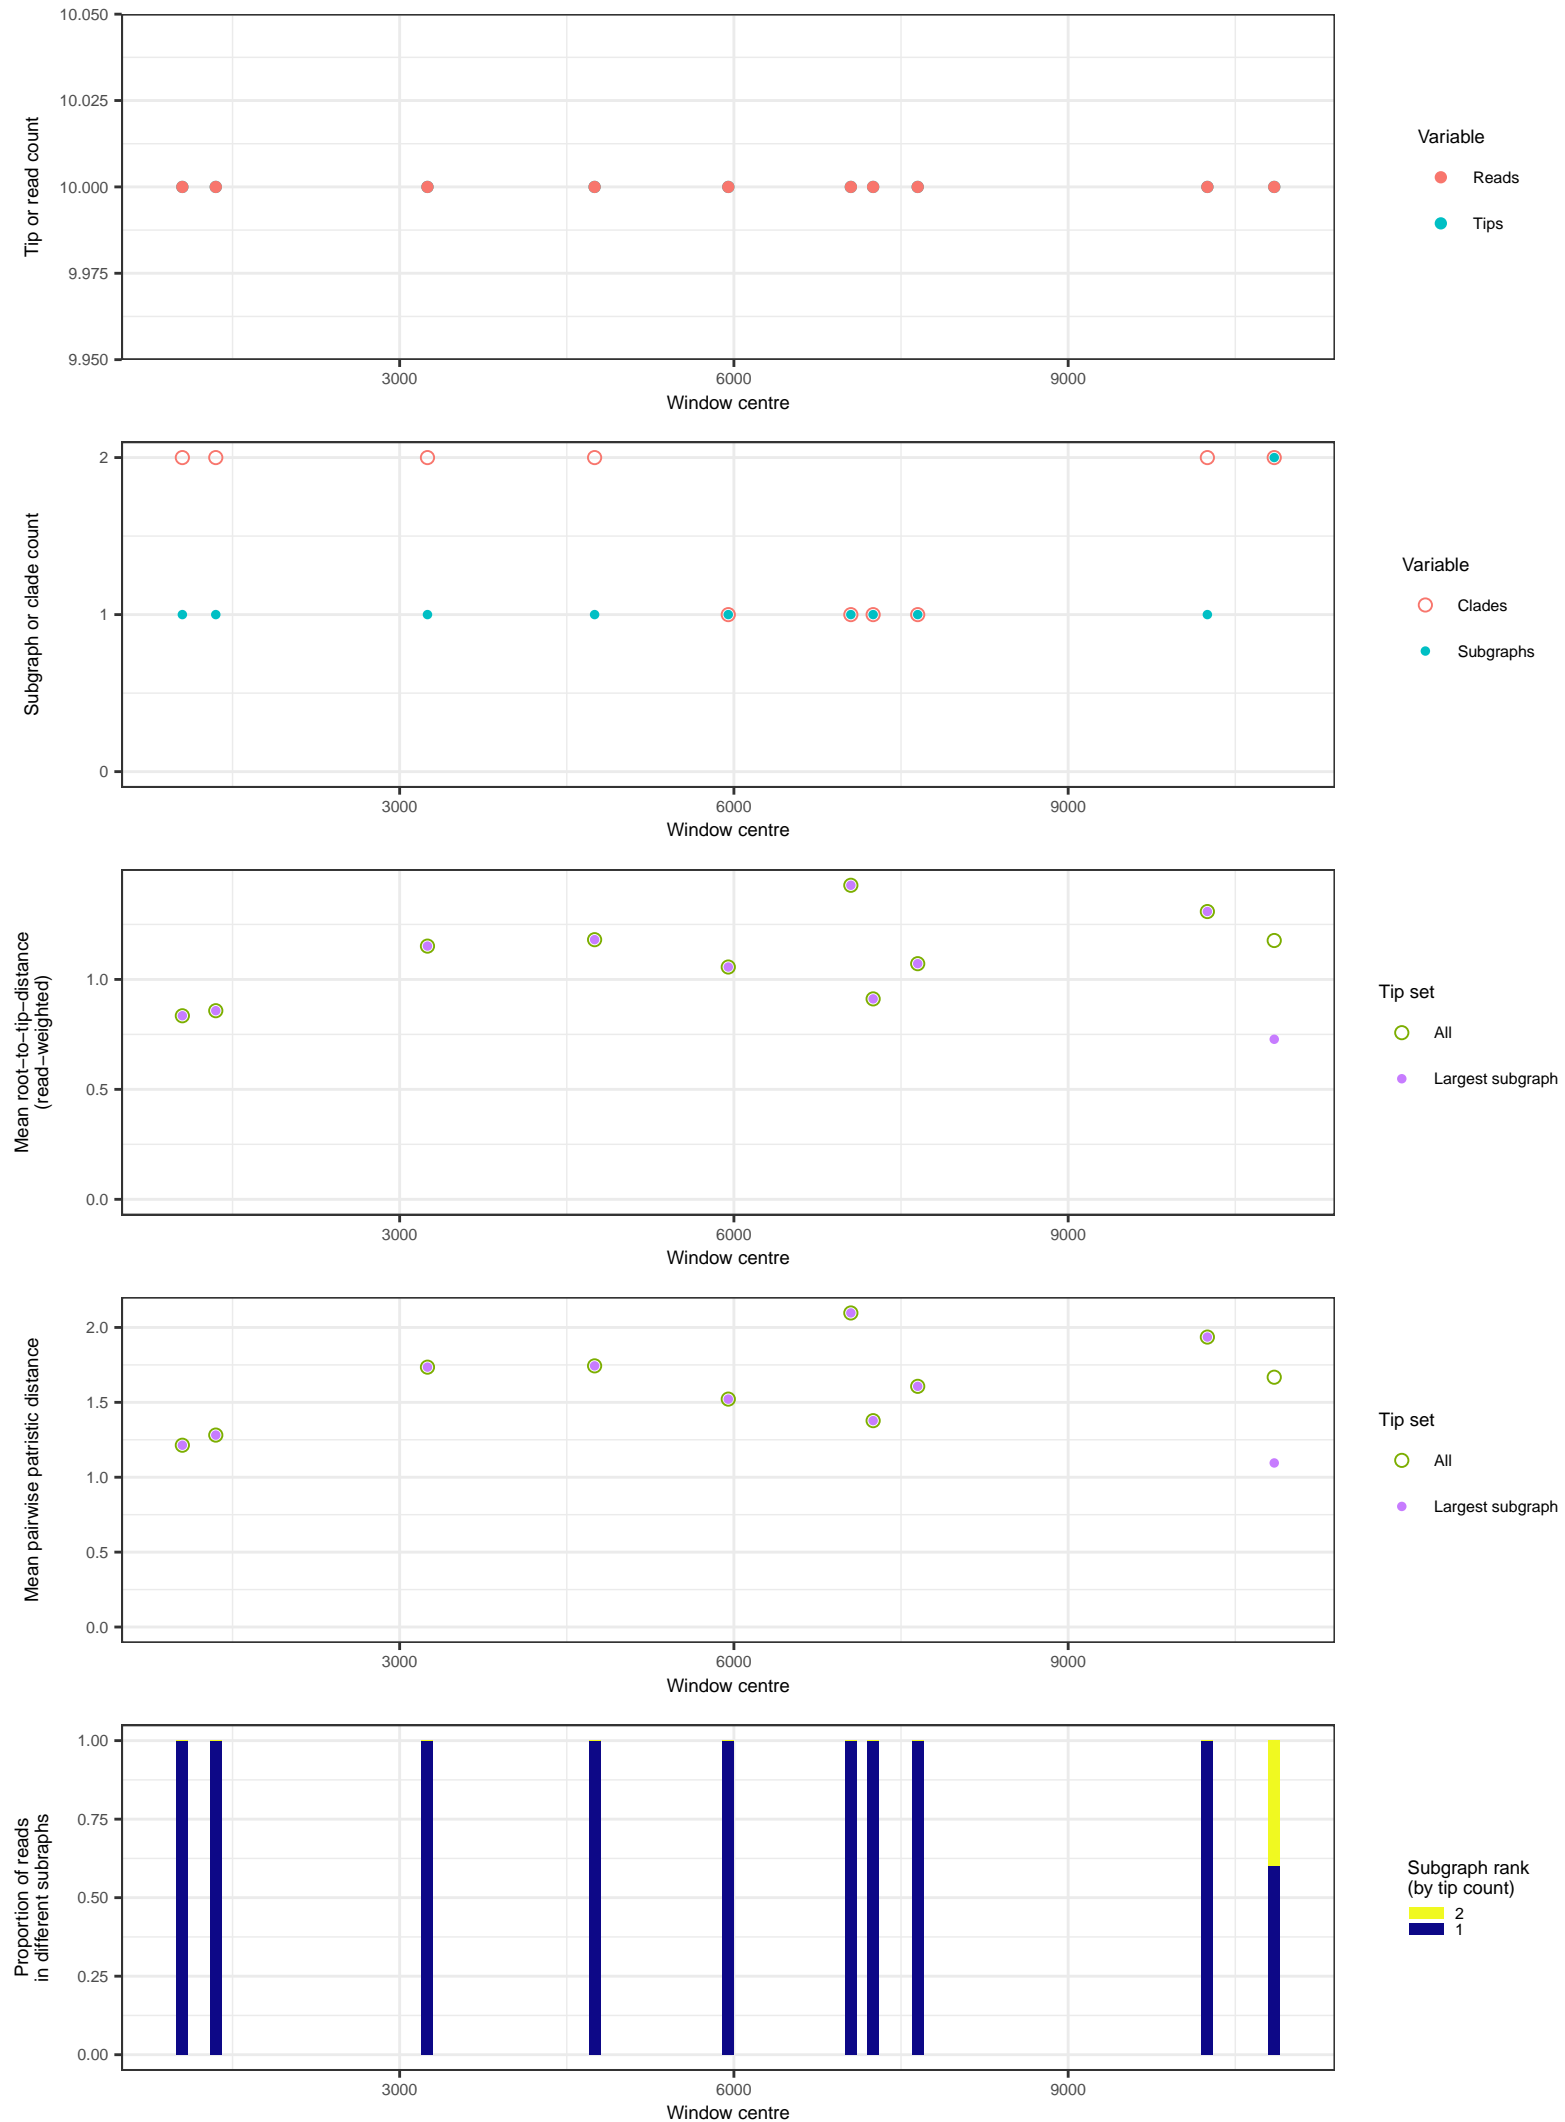 10.050
10.025
10.000
9.975
9.950
Tip or read count
3000
6000
9000
Window centre
Variable
Reads
Tips
2
1
0
Subgraph or clade count
3000
6000
9000
Window centre
Variable
Clades
Subgraphs
1.0
0.5
0.0
Mean root−to−tip−distance
(read−weighted)
3000
6000
9000
Window centre
Tip set
All
Largest subgraph
2.0
1.5
1.0
0.5
0.0
Mean pairwise patristic distance
3000
6000
9000
Window centre
Tip set
All
Largest subgraph
1.00
0.75
0.50
0.25
0.00
Proportion of reads
in different subraphs
3000
6000
9000
Window centre
Subgraph rank
(by tip count)
2
1